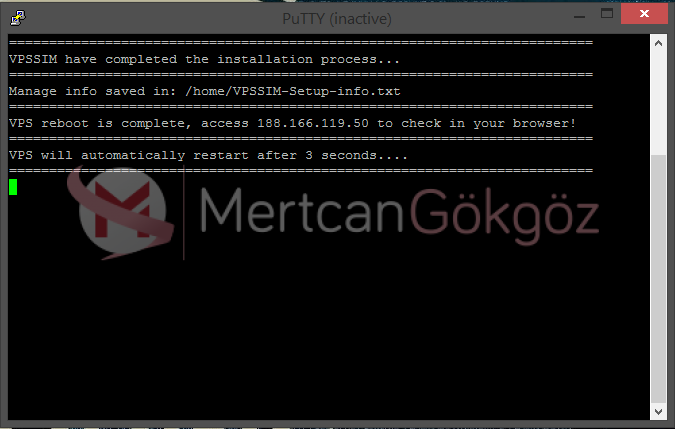 PuTTY (inactive)
=========================================================================
VPSSIM have completed the installation process...
=========================================================================
Manage info saved in: /home/VPSSIM-Setup-info.txt
=========================================================================
VPS reboot is complete, access 188.166.119.50 to check in your browser!
=========================================================================
VPS will automatically restart after 3 seconds....
=========================================================================
M MertcanGökgöz